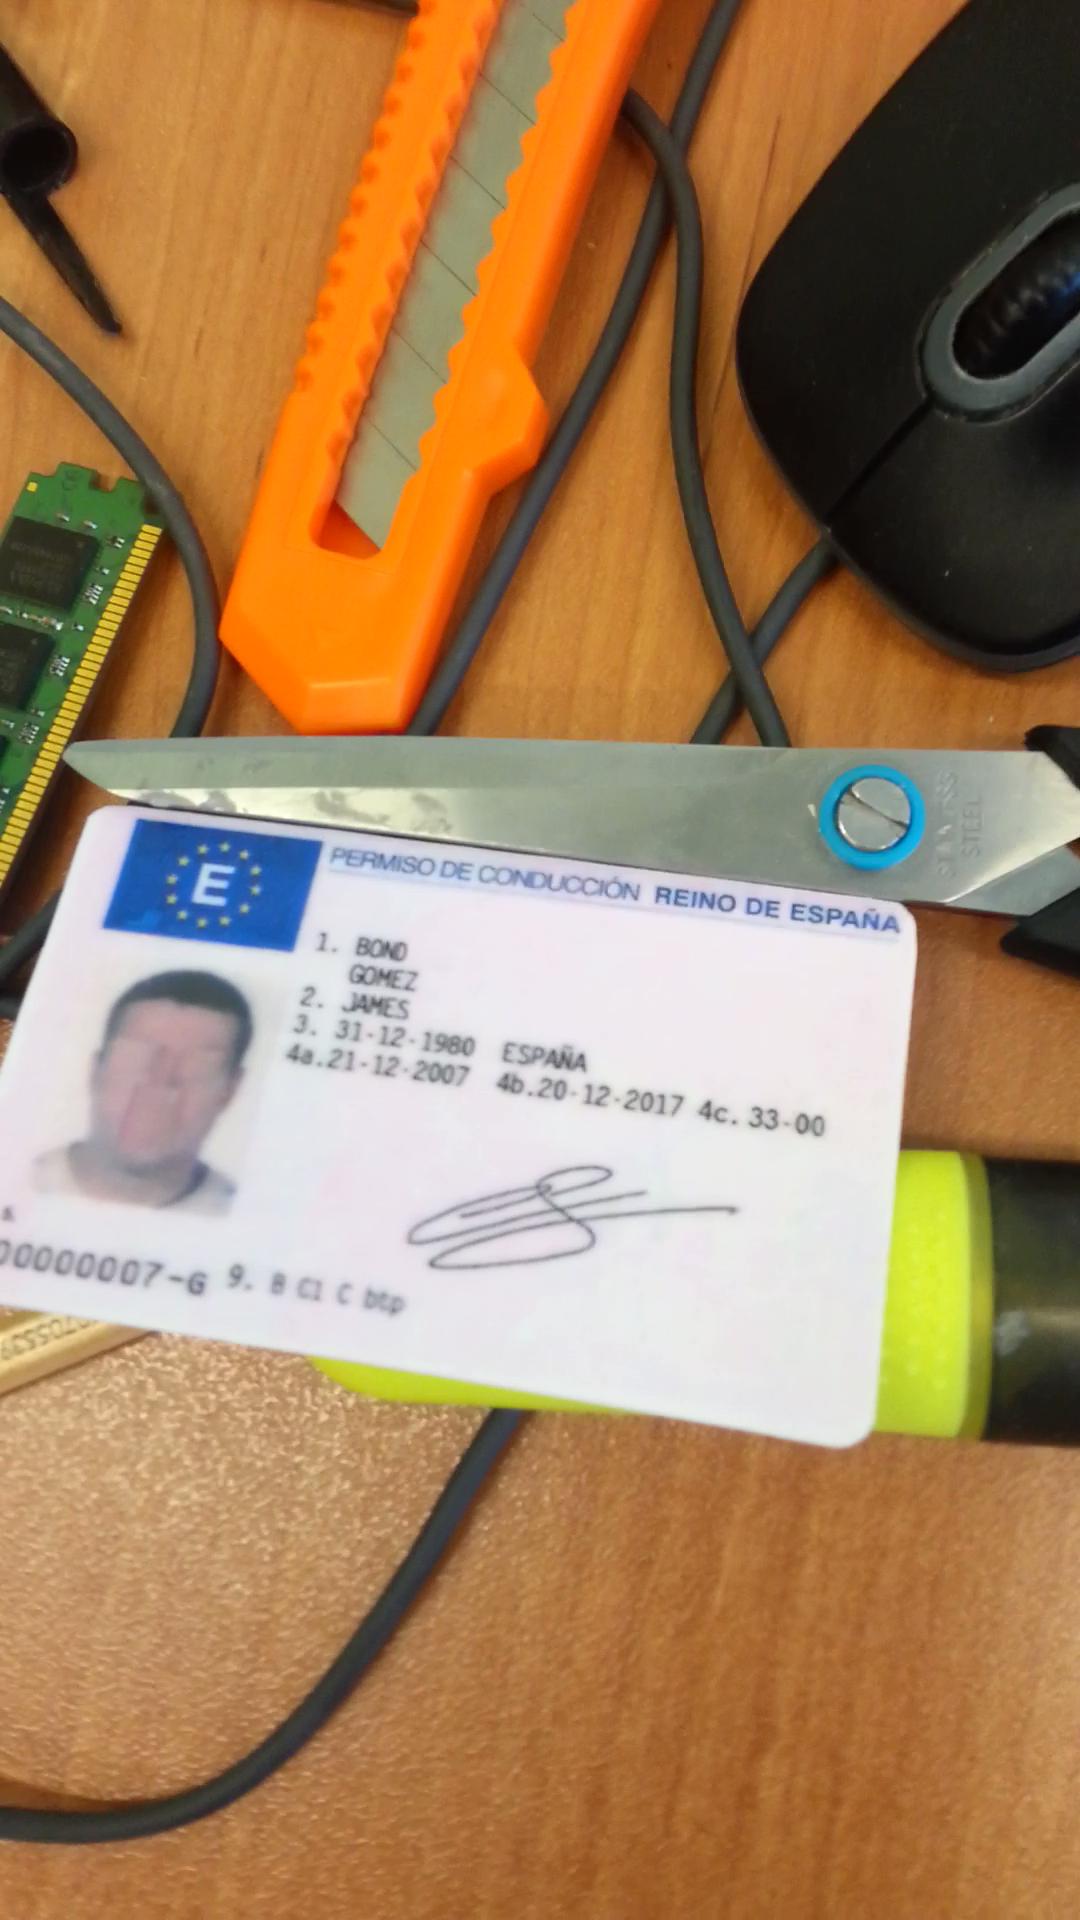 STAINLESS
STEEL
E
PERMISO DE CONDUCCIÓN REINO DE ESPAÑA
1. BOND
GOMEZ
2. JAMES
3. 31-12-1980 ESPAÑA
4a.21-12-2007 4b.20-12-2017 4c. 33-00
00000007-G 9. B C1 C btp